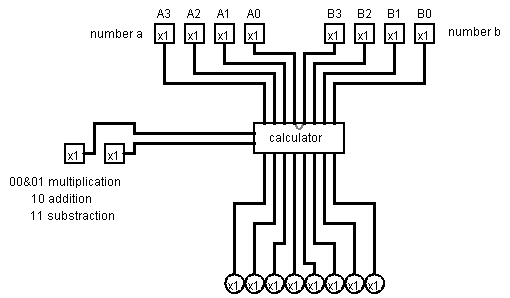 A3 A2 A1 A0 B3 B2 B1 B0
number a x1 x1 x1 x1 x1 x1 x1 x1 number b
calculator
x1 x1
00&01 multiplication
10 addition
11 substraction
x1 x1 x1 x1 x1 x1 x1 x1